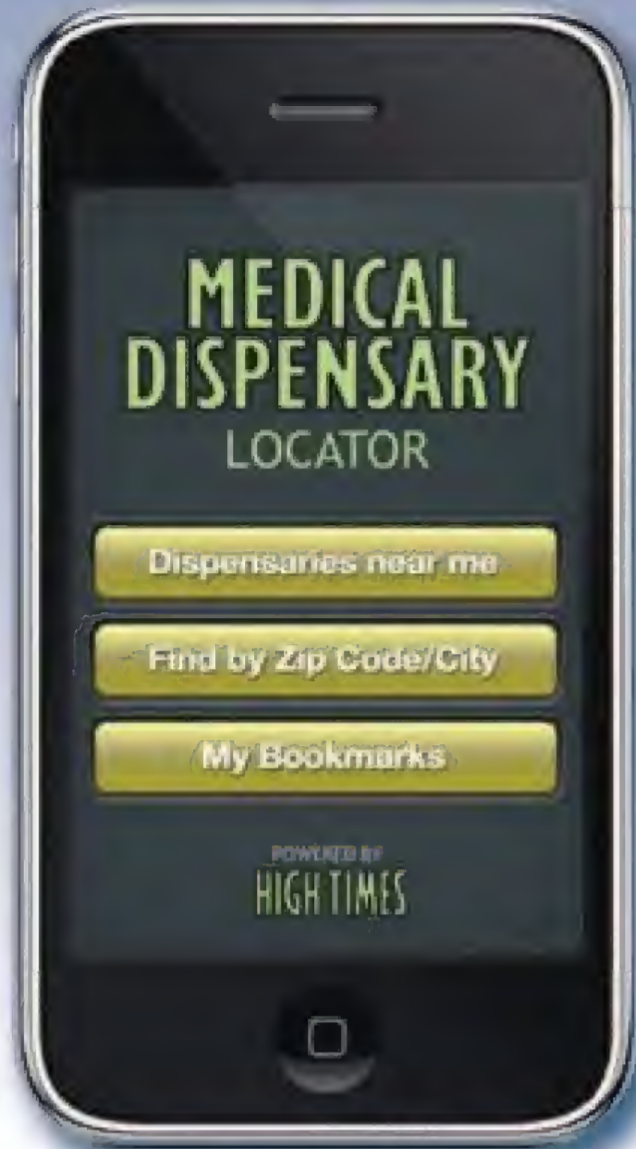 MEDICAL
DISPENSARY
LOCATOR
Dispensaries near me
Find by Zip Code/City
My Bookmarks
POWERED BY
HIGH TIMES